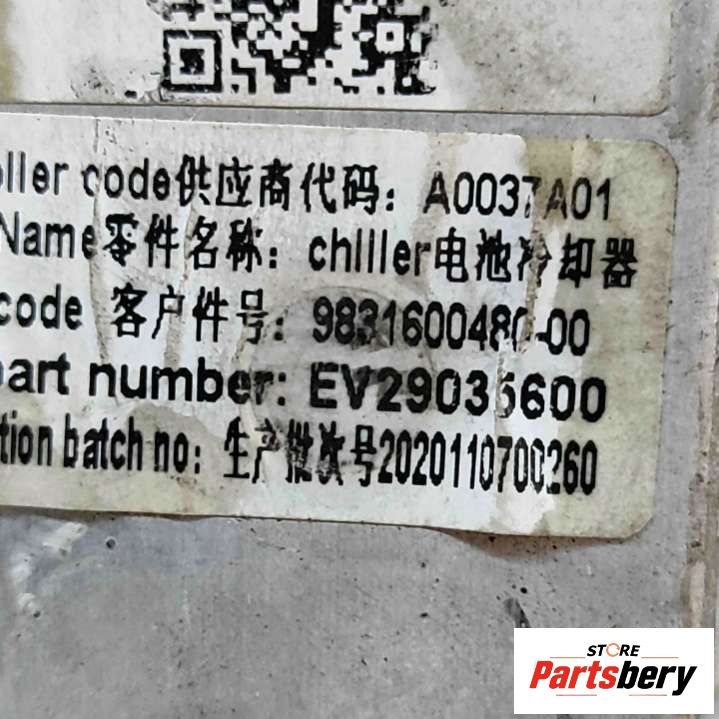 ller code供应商代码: A0037A01
Name零件名称: chlller电池冷却器
code 客户件号: 9831600480-00
art number: EV29035600
tion batch no: 生产批次号2020110700260
STORE
Partsbery